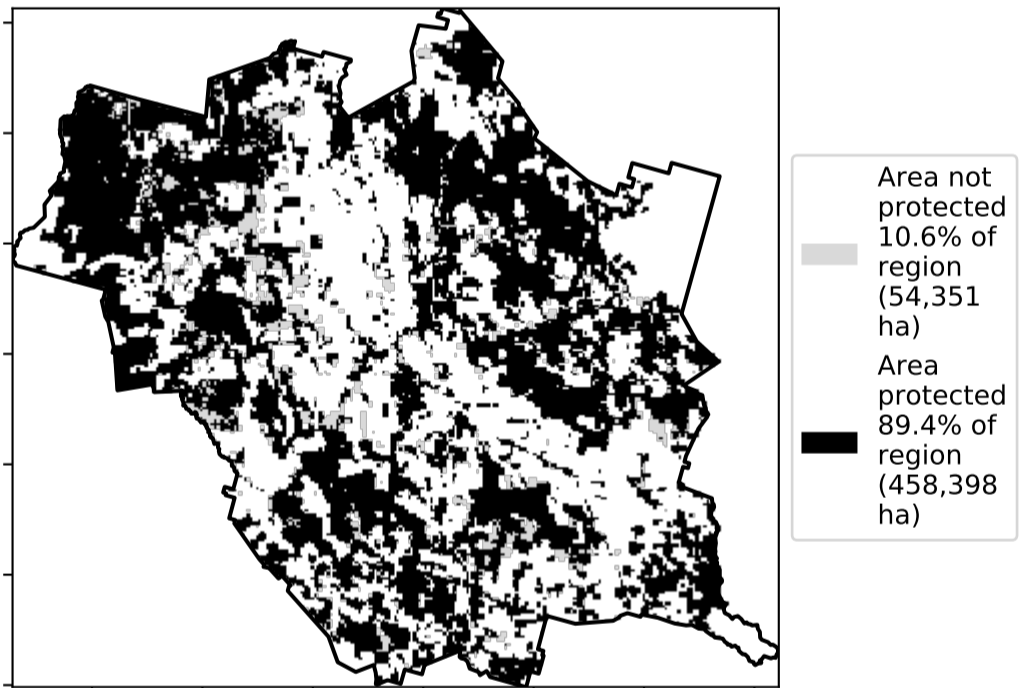 Area not
protected
10.6% of
region
(54,351
ha)
Area
protected
89.4% of
region
(458,398
ha)